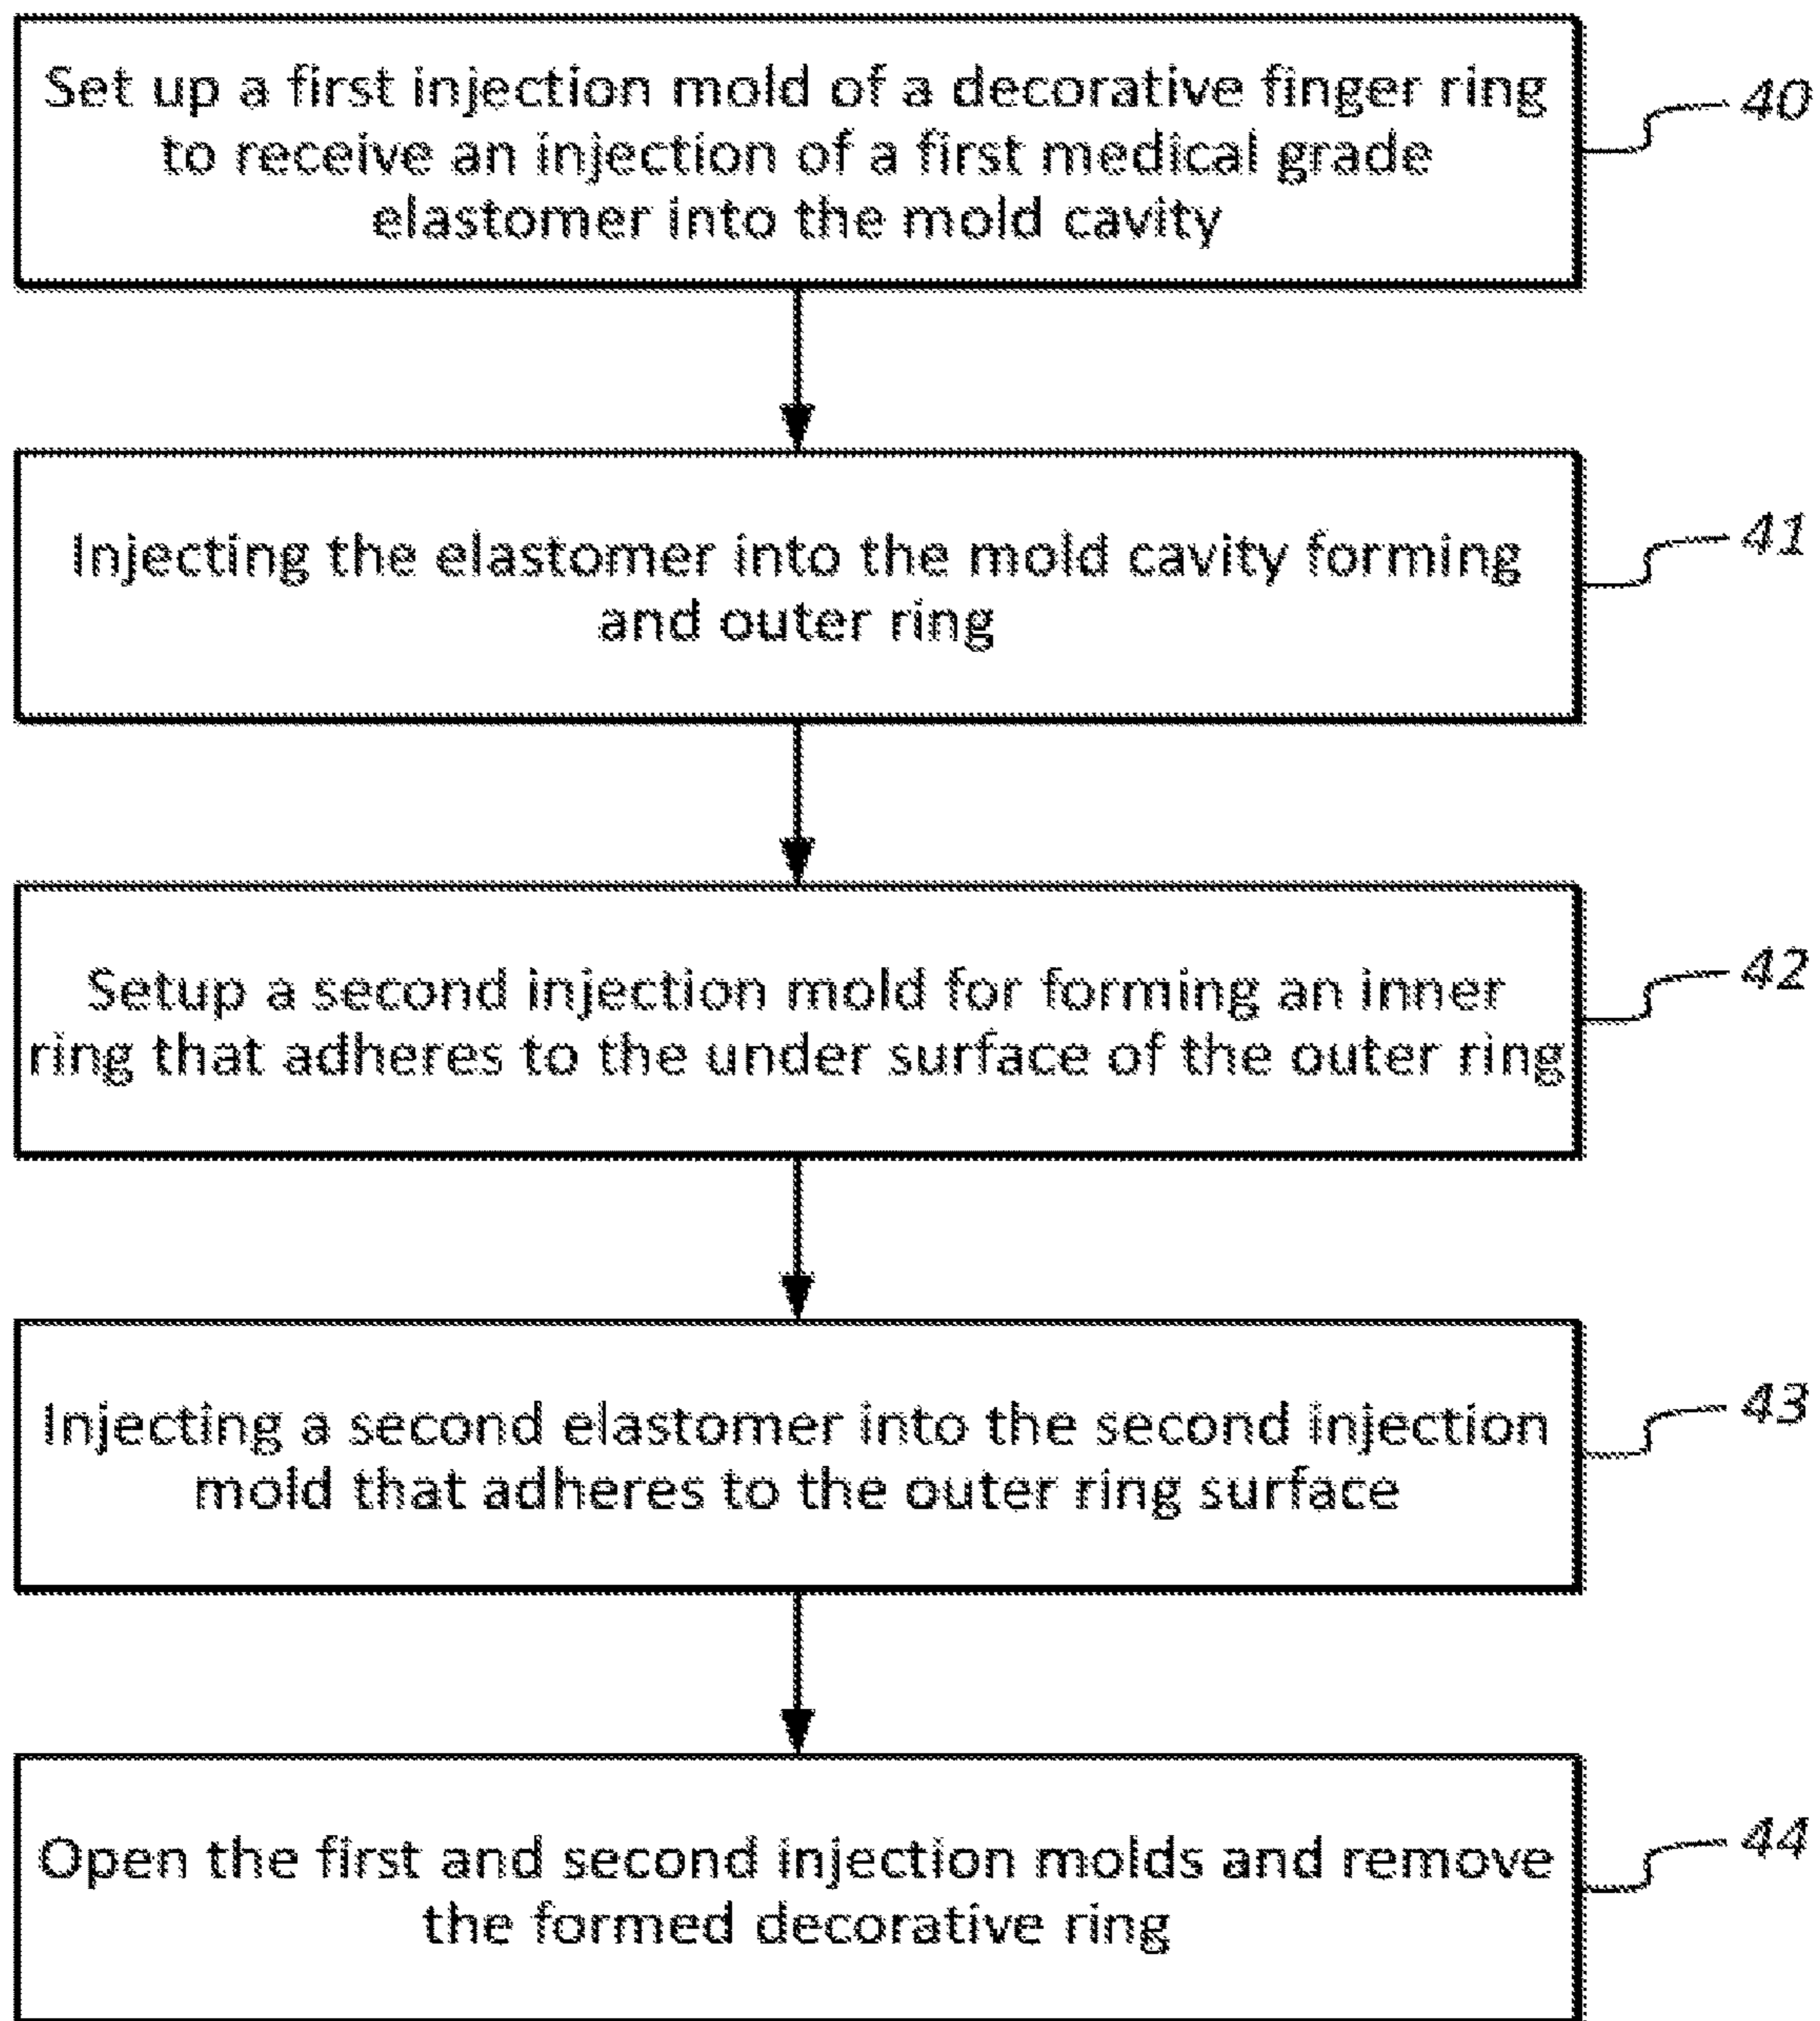 Set up a first injection mold of a decorative finger ring
to receive an injection of a first medical grade
elastomer into the mold cavity
40
Injecting the elastomer into the mold cavity forming
and outer ring
41
Setup a second injection mold for forming an inner
ring that adheres to the under surface of the outer ring
42
Injecting a second elastomer into the second injection
mold that adheres to the outer ring surface
43
Open the first and second injection molds and remove
the formed decorative ring
44